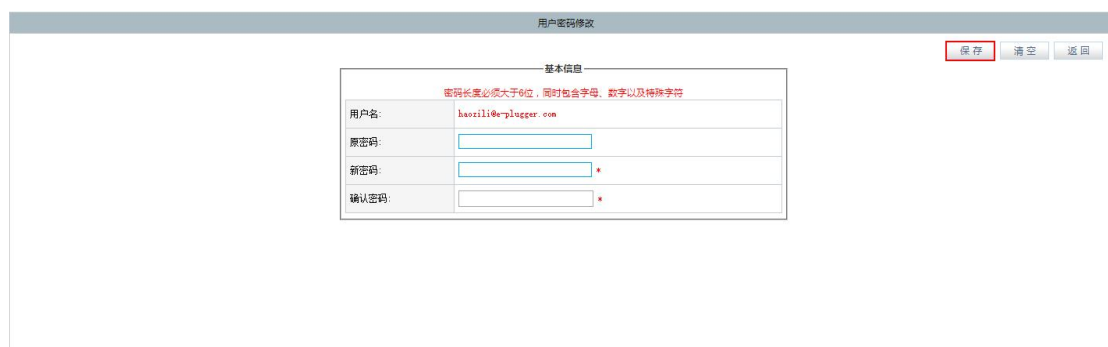 用户密码修改
保存 清空 返回
基本信息
密码长度必须大于6位，同时包含字母、数字以及特殊字符
用户名: haozili@e-plugger.com
原密码:
新密码: *
确认密码: *